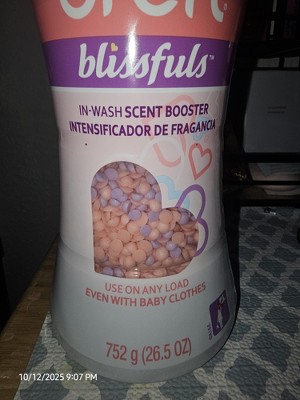 blissfuls™
IN-WASH SCENT BOOSTER
INTENSIFICADOR DE FRAGANCIA
USE ON ANY LOAD
EVEN WITH BABY CLOTHES
752 g (26.5 OZ)
10/12/2025 9:07 PM